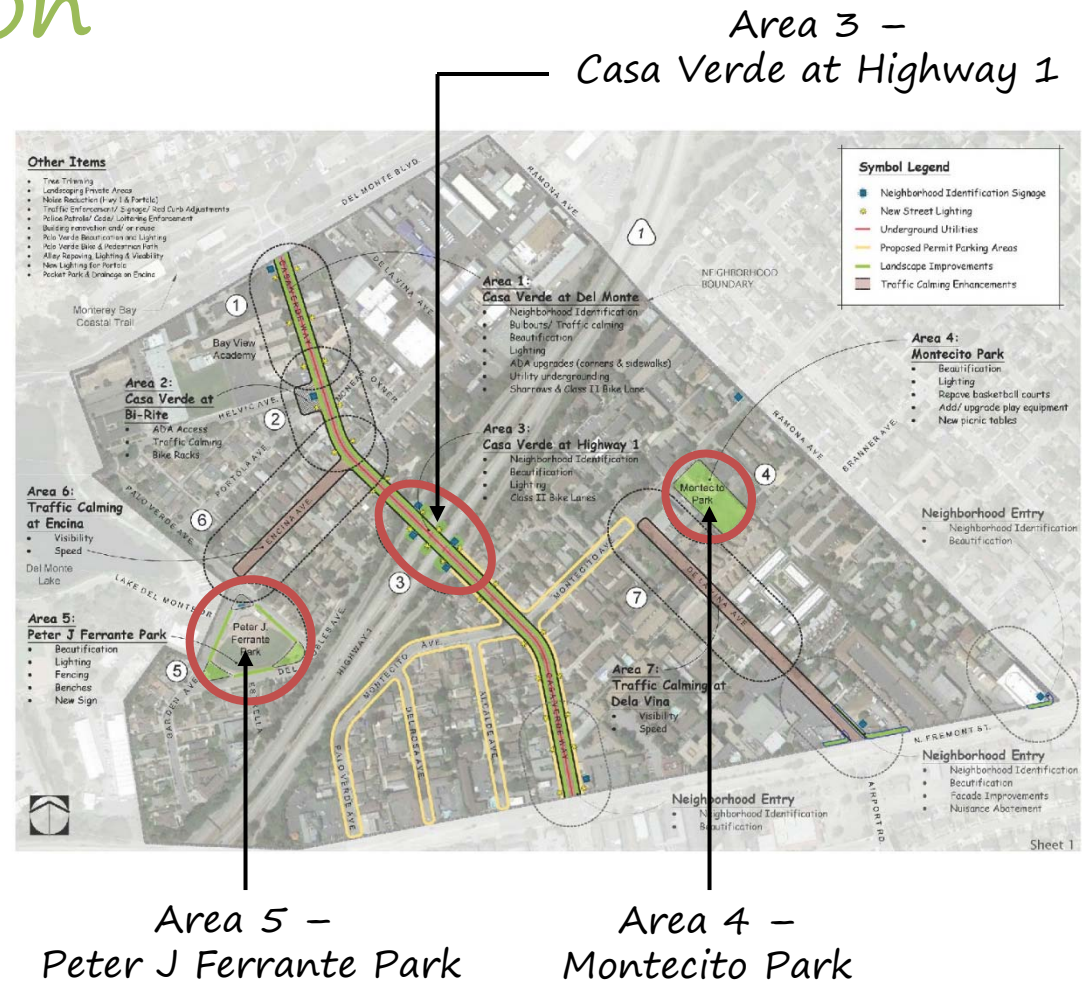 on
Area 3 –
Casa Verde at Highway 1
Other Items
• Tree Trimming
• Landscaping Private Areas
• Noise Reduction (Hwy 1 & Portola)
• Traffic Enforcement/ Signage/ Red Curb Adjustments
• Police Patrols/ Code/ Loitering Enforcement
• Building renovation and/ or reuse
• Palo Verde Beautification and Lighting
• Palo Verde Bike & Pedestrian Path
• Alley Repaving, Lighting & Viability
• New Lighting for Portola
• Pocket Park & Drainage on Encina
Monterey Bay
Coastal Trail
DEL MONTE BLVD.
RAMONA AVE.
1
NEIGHBORHOOD
BOUNDARY
Symbol Legend
Neighborhood Identification Signage
New Street Lighting
Underground Utilities
Proposed Permit Parking Areas
Landscape Improvements
Traffic Calming Enhancements
1
CASA VERDE WAY
DE LA VINA AVE.
Bay View
Academy
Area 1:
Casa Verde at Del Monte
• Neighborhood Identification
• Bulbouts/ Traffic calming
• Beautification
• Lighting
• ADA upgrades (corners & sidewalks)
• Utility undergrounding
• Sharrows & Class II Bike Lane
Area 2:
Casa Verde at
Bi-Rite
• ADA Access
• Traffic Calming
• Bike Racks
HELVIC AVE.
2
PORTOLA AVE.
PALO VERDE AVE.
Area 3:
Casa Verde at Highway 1
• Neighborhood Identification
• Beautification
• Lighting
• Class II Bike Lanes
Area 4:
Montecito Park
• Beautification
• Lighting
• Repave basketball courts
• Add/ upgrade play equipment
• New picnic tables
RAMONA AVE.
BRANNER AVE.
4
Montecito
Park
Area 6:
Traffic Calming
at Encina
• Visibility
• Speed
6
ENCINA AVE.
Del Monte
Lake
3
Neighborhood Entry
• Neighborhood Identification
• Beautification
LAKE DEL MONTE DR
Area 5:
Peter J Ferrante Park
• Beautification
• Lighting
• Fencing
• Benches
• New Sign
Peter J.
Ferrante
Park
5
GARDEN AVE.
HIGHWAY 1
MONTECITO AVE.
MONTECITO AVE.
7
DE LA VINA AVE.
PALO VERDE AVE.
DEL ROSA AVE.
ALCALDE AVE.
CASA VERDE WAY
Area 7:
Traffic Calming at
Dela Vina
• Visibility
• Speed
N. FREMONT ST.
AIRPORT RD.
Neighborhood Entry
• Neighborhood Identification
• Beautification
• Facade Improvements
• Nuisance Abatement
Neighborhood Entry
• Neighborhood Identification
• Beautification
Sheet 1
Area 5 –
Peter J Ferrante Park
Area 4 –
Montecito Park